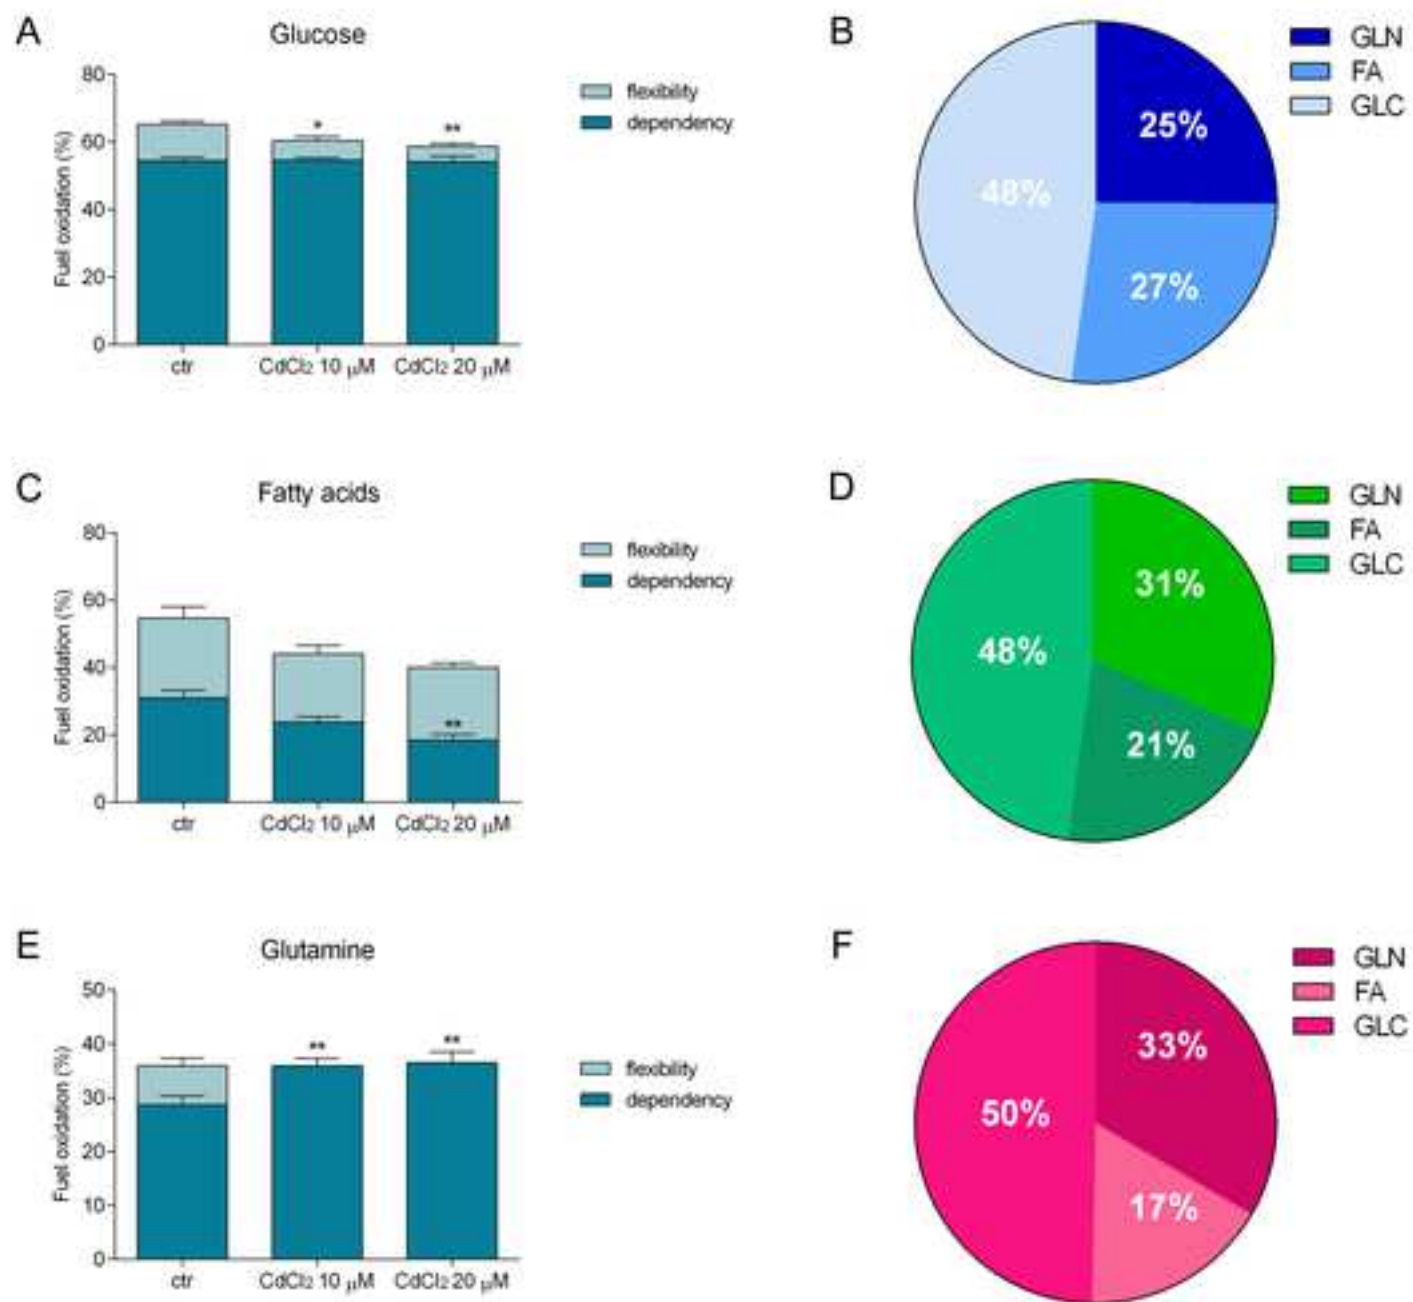 A
Glucose
Fuel oxidation (%)
80
60
40
20
0
*
**
ctr
CdCl2 10 µM
CdCl2 20 µM
flexibility
dependency
B
25%
48%
27%
GLN
FA
GLC
C
Fatty acids
Fuel oxidation (%)
80
60
40
20
0
**
ctr
CdCl2 10 µM
CdCl2 20 µM
flexibility
dependency
D
31%
48%
21%
GLN
FA
GLC
E
Glutamine
Fuel oxidation (%)
50
40
30
20
10
0
**
**
ctr
CdCl2 10 µM
CdCl2 20 µM
flexibility
dependency
F
33%
50%
17%
GLN
FA
GLC